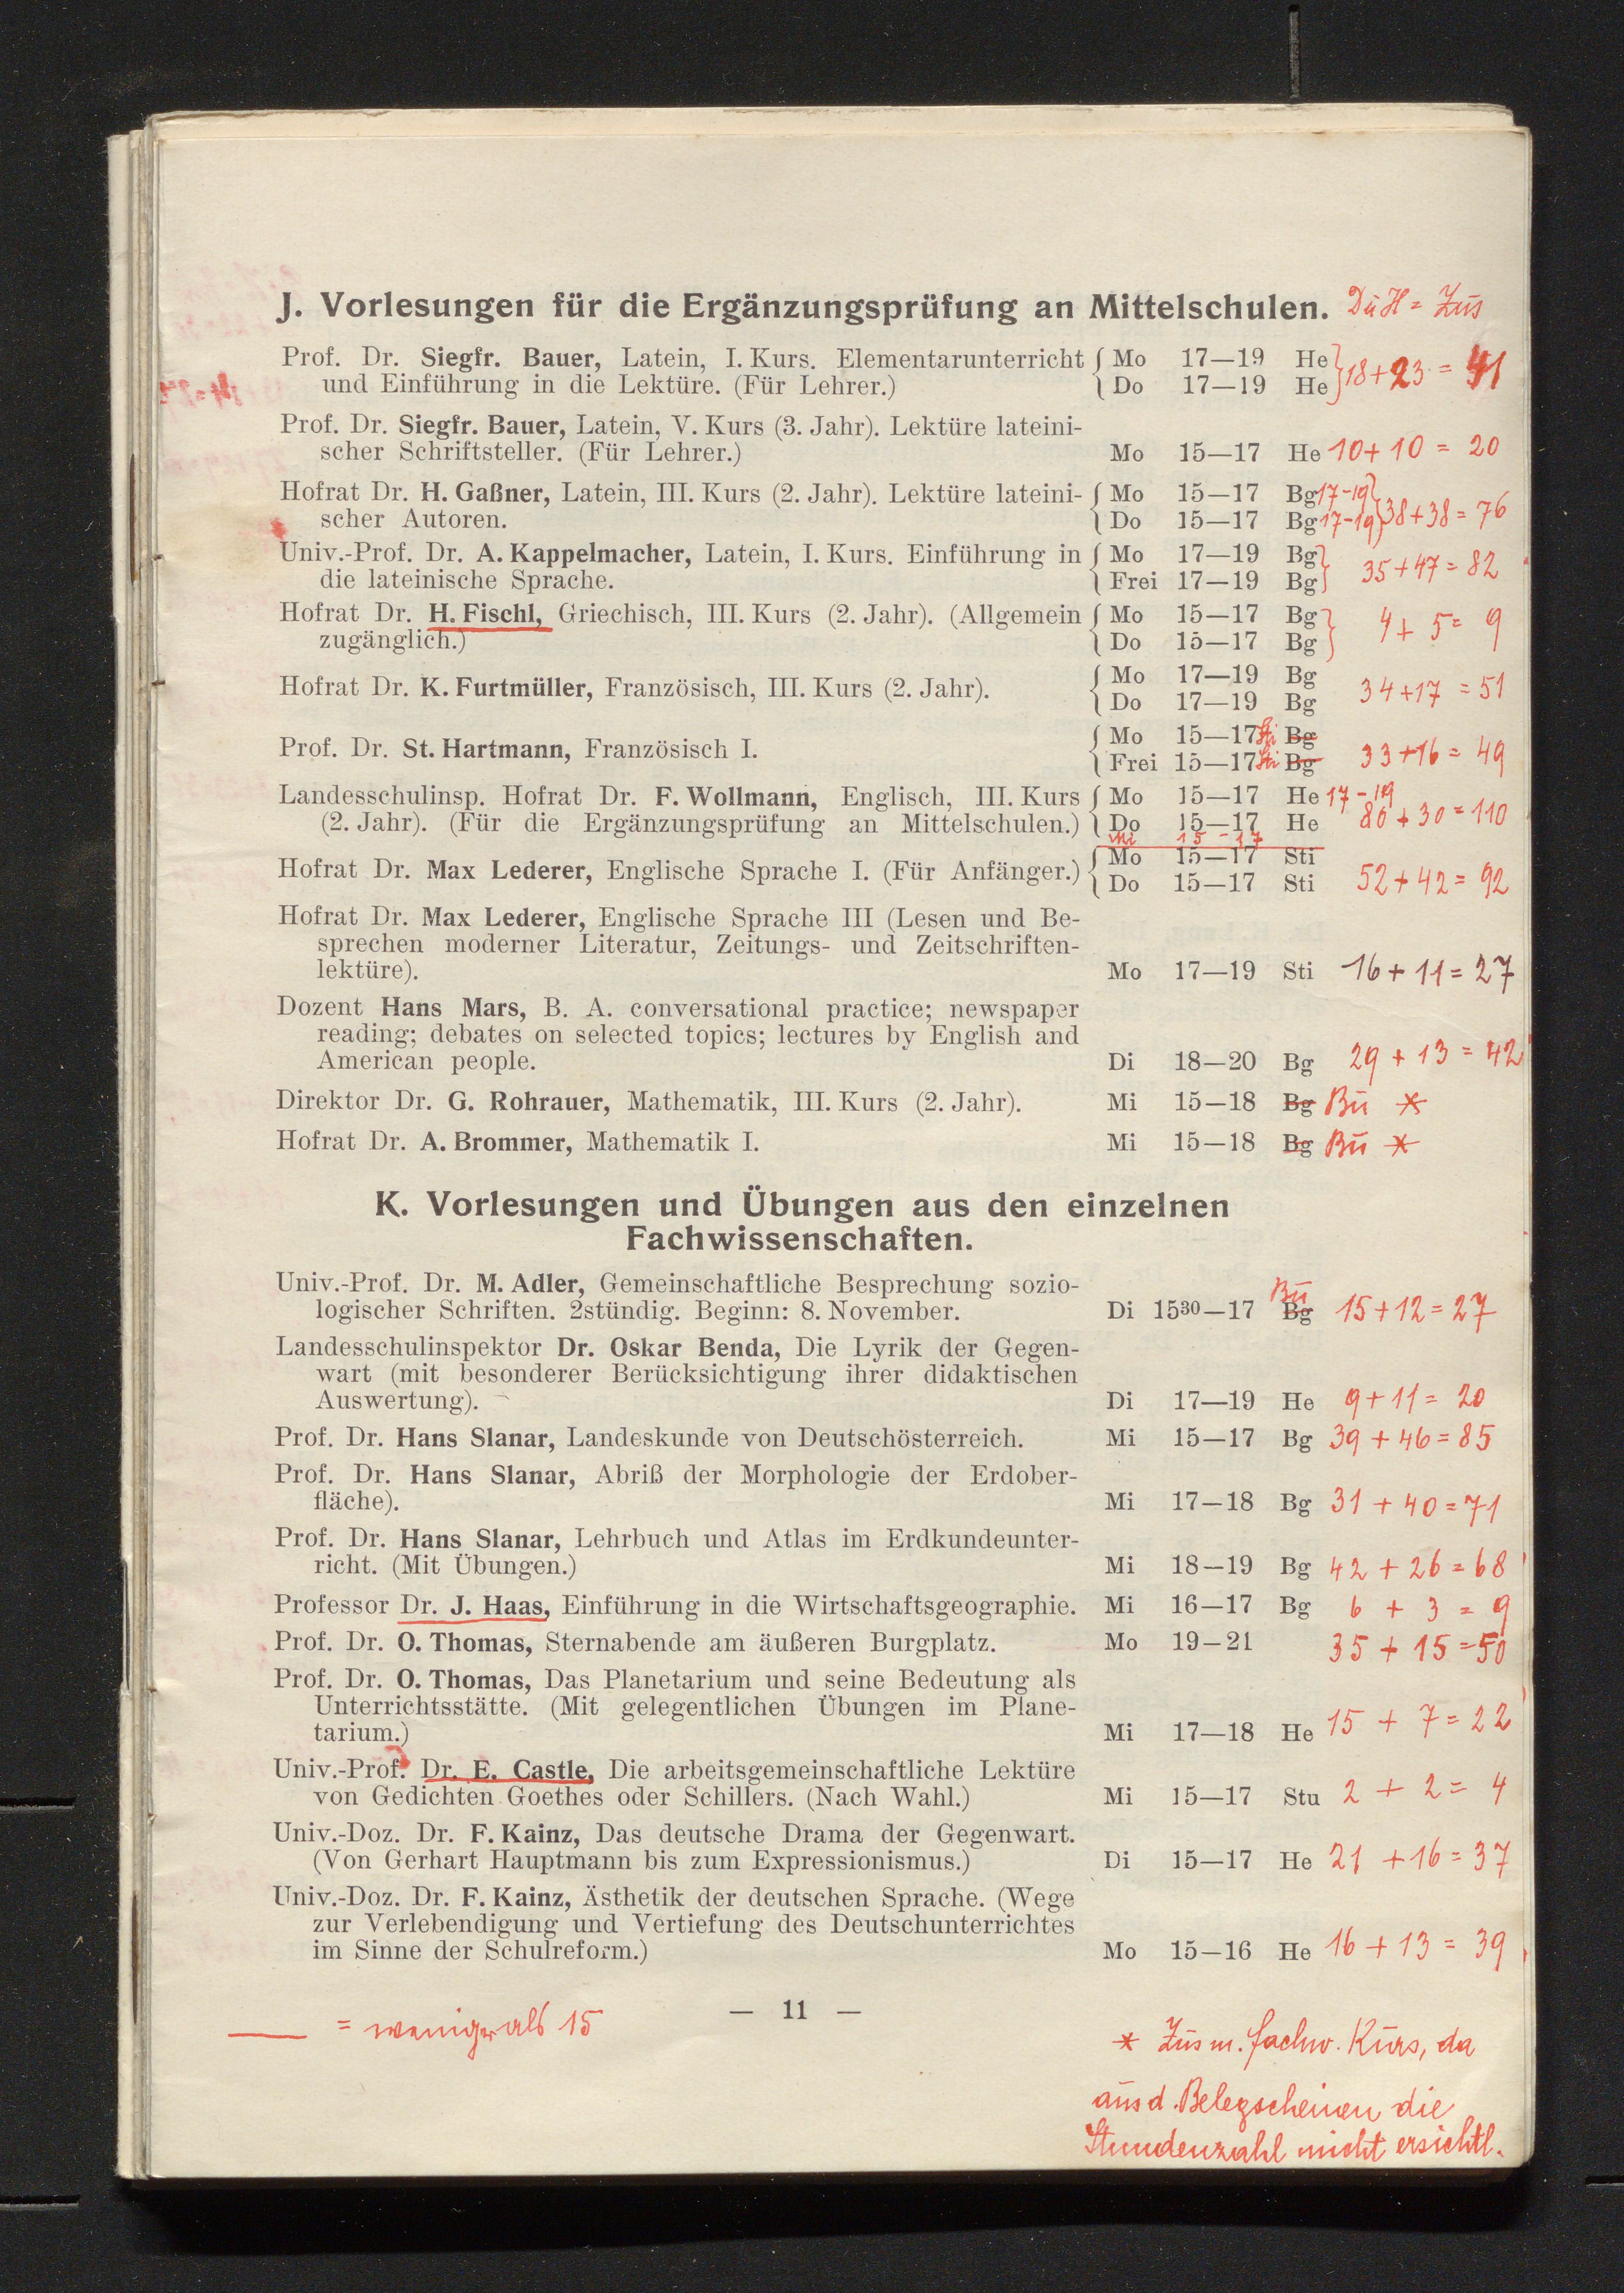 J. Vorlesungen für die Ergänzungsprüfung an Mittelschulen. D ü H = Zus
Prof. Dr. Siegfr. Bauer, Latein, I. Kurs. Elementarunterricht { Mo 17—19 He } 18+23 = 41
und Einführung in die Lektüre. (Für Lehrer.) { Do 17—19 He }
Prof. Dr. Siegfr. Bauer, Latein, V. Kurs (3. Jahr). Lektüre lateini-
scher Schriftsteller. (Für Lehrer.) Mo 15—17 He 10+10 = 20
Hofrat Dr. H. Gaßner, Latein, III. Kurs (2. Jahr). Lektüre lateini- { Mo 15—17 Bg 17-19 }
scher Autoren. { Do 15—17 Bg 17-19 } 38+38 = 76
Univ.-Prof. Dr. A. Kappelmacher, Latein, I. Kurs. Einführung in { Mo 17—19 Bg }
die lateinische Sprache. { Frei 17—19 Bg } 35+47 = 82
Hofrat Dr. H. Fischl, Griechisch, III. Kurs (2. Jahr). (Allgemein { Mo 15—17 Bg }
zugänglich.) { Do 15—17 Bg } 4+5 = 9
Hofrat Dr. K. Furtmüller, Französisch, III. Kurs (2. Jahr). { Mo 17—19 Bg
{ Do 17—19 Bg 34+17 = 51
Prof. Dr. St. Hartmann, Französisch I. { Mo 15—17 Sti Bg
{ Frei 15—17 Sti Bg 33+16 = 49
Landesschulinsp. Hofrat Dr. F. Wollmann, Englisch, III. Kurs { Mo 15—17 He 17-19
(2. Jahr). (Für die Ergänzungsprüfung an Mittelschulen.) { Do 15—17 He 80+30 = 110
Mi 15-17
Hofrat Dr. Max Lederer, Englische Sprache I. (Für Anfänger.) { Mo 15—17 Sti
{ Do 15—17 Sti 52+42 = 92
Hofrat Dr. Max Lederer, Englische Sprache III (Lesen und Be-
sprechen moderner Literatur, Zeitungs- und Zeitschriften-
lektüre). Mo 17—19 Sti 16+11 = 27
Dozent Hans Mars, B. A. conversational practice; newspaper
reading; debates on selected topics; lectures by English and
American people. Di 18—20 Bg 29+13 = 42
Direktor Dr. G. Rohrauer, Mathematik, III. Kurs (2. Jahr). Mi 15—18 Bg Bü *
Hofrat Dr. A. Brommer, Mathematik I. Mi 15—18 Bg Bü *
K. Vorlesungen und Übungen aus den einzelnen
Fachwissenschaften.
Univ.-Prof. Dr. M. Adler, Gemeinschaftliche Besprechung sozio-
logischer Schriften. 2stündig. Beginn: 8. November. Di 15³⁰—17 Bg Bü 15+12 = 27
Landesschulinspektor Dr. Oskar Benda, Die Lyrik der Gegen-
wart (mit besonderer Berücksichtigung ihrer didaktischen
Auswertung). Di 17—19 He 9+11 = 20
Prof. Dr. Hans Slanar, Landeskunde von Deutschösterreich. Mi 15—17 Bg 39+46 = 85
Prof. Dr. Hans Slanar, Abriß der Morphologie der Erdober-
fläche). Mi 17—18 Bg 31+40 = 71
Prof. Dr. Hans Slanar, Lehrbuch und Atlas im Erdkundeunter-
richt. (Mit Übungen.) Mi 18—19 Bg 42+26 = 68
Professor Dr. J. Haas, Einführung in die Wirtschaftsgeographie. Mi 16—17 Bg 6+3 = 9
Prof. Dr. O. Thomas, Sternabende am äußeren Burgplatz. Mo 19—21 35+15 = 50
Prof. Dr. O. Thomas, Das Planetarium und seine Bedeutung als
Unterrichtsstätte. (Mit gelegentlichen Übungen im Plane-
tarium.) Mi 17—18 He 15+7 = 22
Univ.-Prof. Dr. E. Castle, Die arbeitsgemeinschaftliche Lektüre
von Gedichten Goethes oder Schillers. (Nach Wahl.) Mi 15—17 Stu 2+2 = 4
Univ.-Doz. Dr. F. Kainz, Das deutsche Drama der Gegenwart.
(Von Gerhart Hauptmann bis zum Expressionismus.) Di 15—17 He 21+16 = 37
Univ.-Doz. Dr. F. Kainz, Ästhetik der deutschen Sprache. (Wege
zur Verlebendigung und Vertiefung des Deutschunterrichtes
im Sinne der Schulreform.) Mo 15—16 He 16+13 = 39
— 11 —
= weniger als 15
* Zus m. fachw. Kurs, da
aus d. Belegscheinen die
Stundenzahl nicht ersichtl.